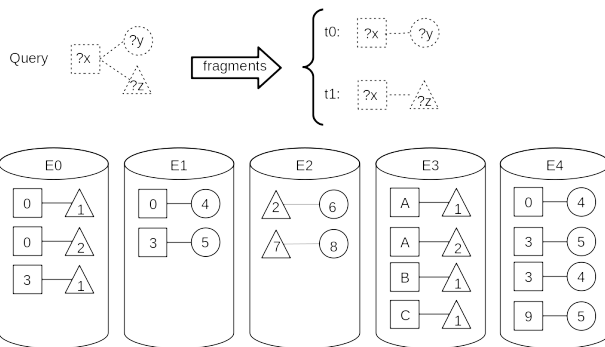 t0: ?x ?y
?y
Query ?x fragments
?z
t1: ?x ?z
E0 E1 E2 E3 E4
0 1 0 4 2 6 A 1 0 4
0 2 3 5 7 8 A 2 3 5
3 1 B 1 3 4
C 1 9 5